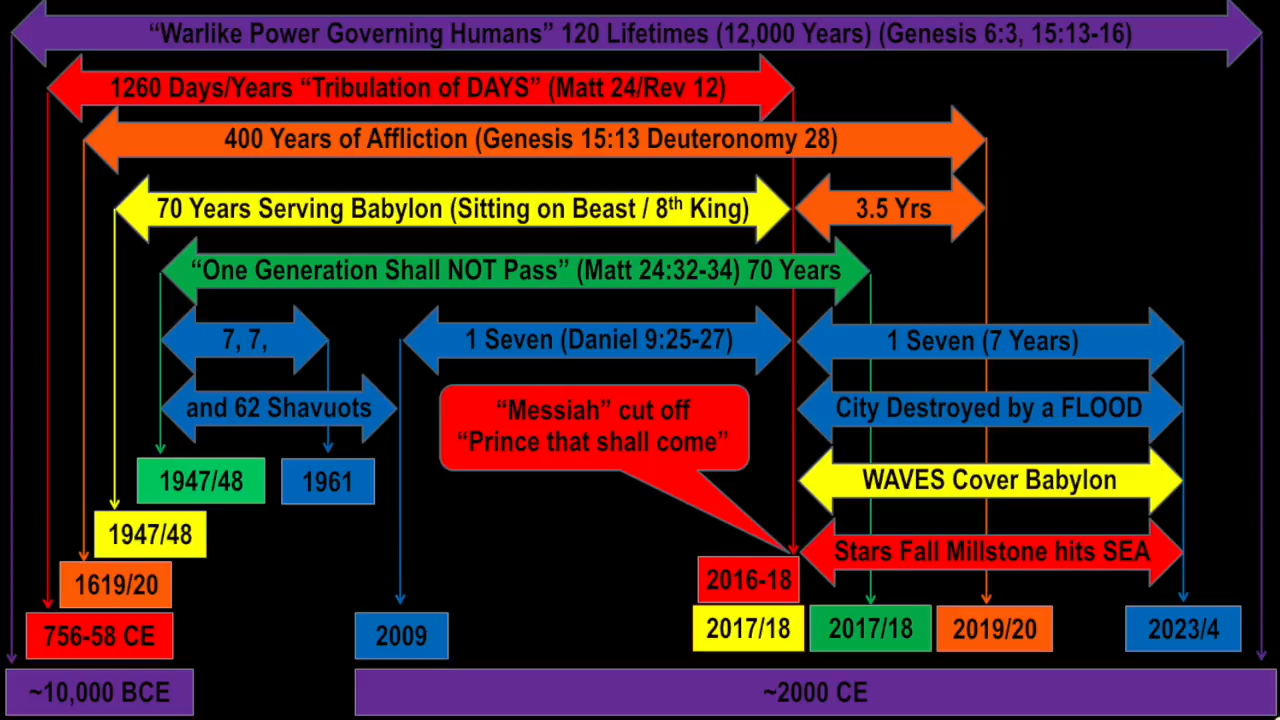 “Warlike Power Governing Humans” 120 Lifetimes (12,000 Years) (Genesis 6:3, 15:13-16)
1260 Days/Years “Tribulation of DAYS” (Matt 24/Rev 12)
400 Years of Affliction (Genesis 15:13 Deuteronomy 28)
70 Years Serving Babylon (Sitting on Beast / 8th King)
3.5 Yrs
“One Generation Shall NOT Pass” (Matt 24:32-34) 70 Years
7, 7,
1 Seven (Daniel 9:25-27)
1 Seven (7 Years)
and 62 Shavuots
“Messiah” cut off
“Prince that shall come”
City Destroyed by a FLOOD
1947/48
1961
WAVES Cover Babylon
1947/48
Stars Fall Millstone hits SEA
1619/20
2016-18
756-58 CE
2009
2017/18
2017/18
2019/20
2023/4
~10,000 BCE
~2000 CE